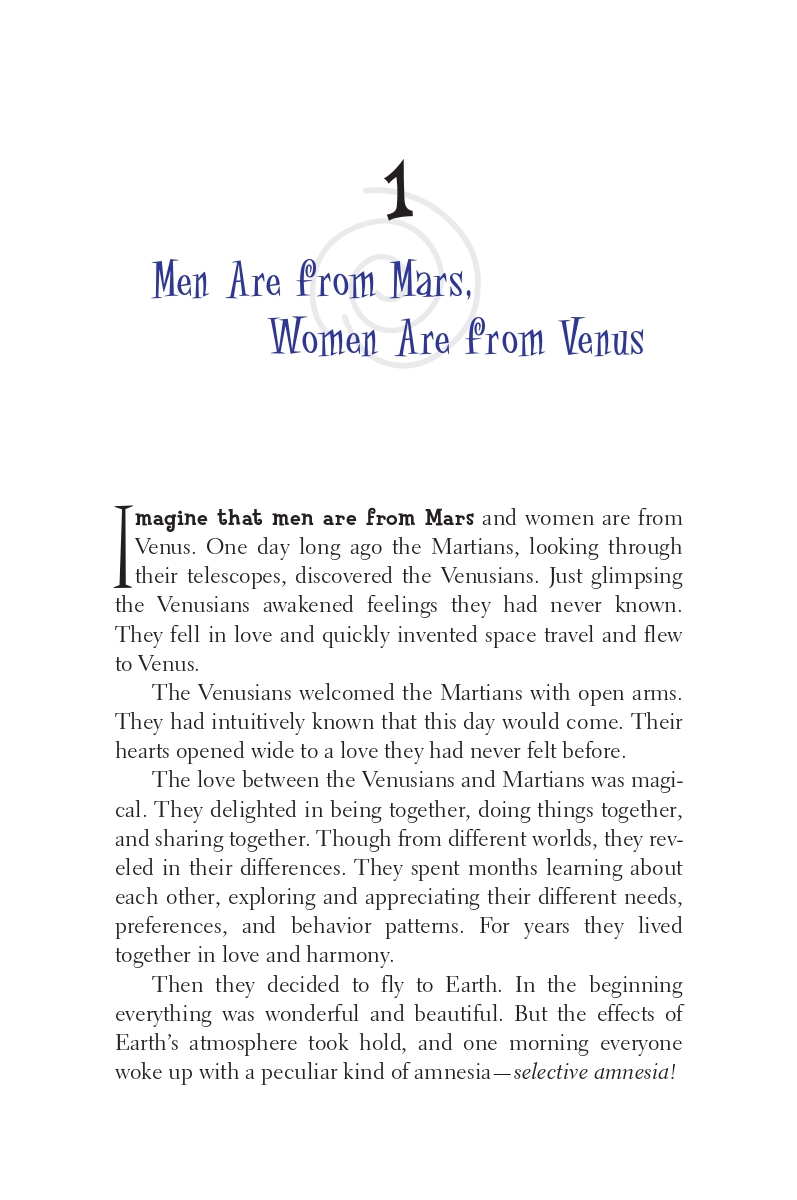 1
Men Are from Mars,
Women Are from Venus
Imagine that men are from Mars and women are from
Venus. One day long ago the Martians, looking through
their telescopes, discovered the Venusians. Just glimpsing
the Venusians awakened feelings they had never known.
They fell in love and quickly invented space travel and flew
to Venus.
The Venusians welcomed the Martians with open arms.
They had intuitively known that this day would come. Their
hearts opened wide to a love they had never felt before.
The love between the Venusians and Martians was magi-
cal. They delighted in being together, doing things together,
and sharing together. Though from different worlds, they rev-
eled in their differences. They spent months learning about
each other, exploring and appreciating their different needs,
preferences, and behavior patterns. For years they lived
together in love and harmony.
Then they decided to fly to Earth. In the beginning
everything was wonderful and beautiful. But the effects of
Earth’s atmosphere took hold, and one morning everyone
woke up with a peculiar kind of amnesia—selective amnesia!